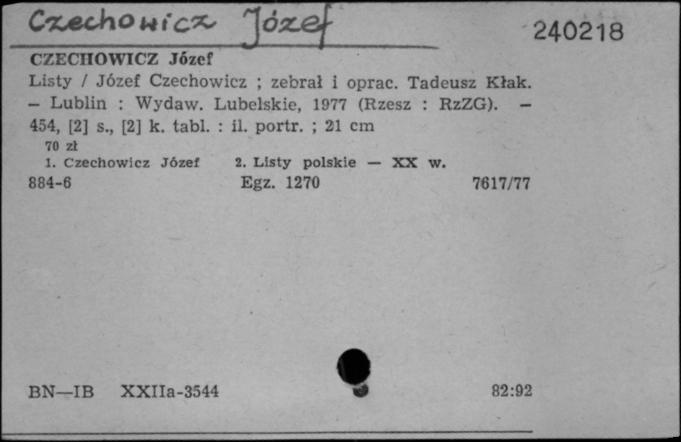 Czechowicz Józef
240218
CZECHOWICZ Józef
Listy / Józef Czechowicz ; zebrał i oprac. Tadeusz Kłak.
— Lublin : Wydaw. Lubelskie, 1977 (Rzesz : RzZG). —
454, [2] s., [2] k. tabl. : il. portr. ; 21 cm
70 zł
1. Czechowicz Józef 2. Listy polskie — XX w.
884-6 Egz. 1270 7617/77
BN—IB XXIIa-3544 82:92